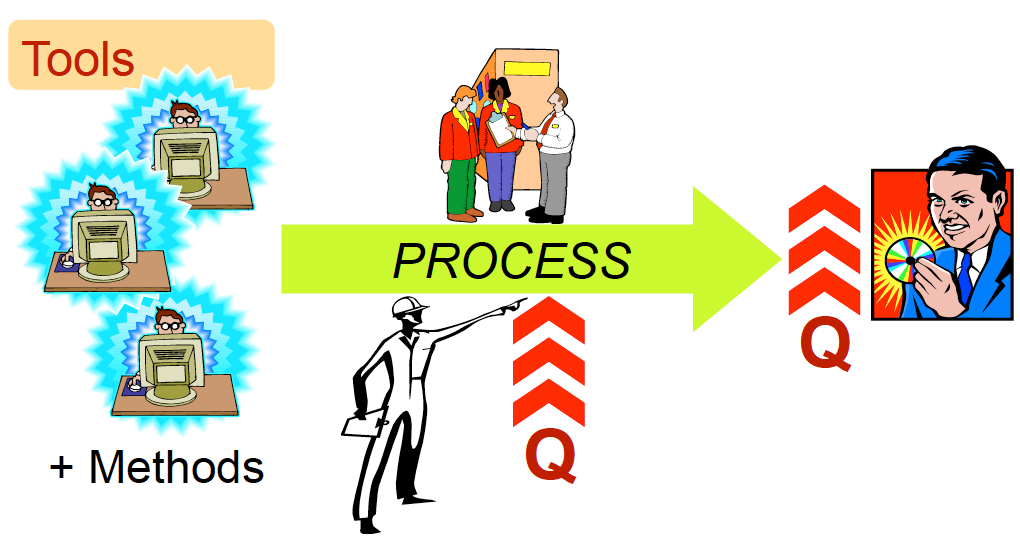 Tools
PROCESS
Q
Q
+ Methods